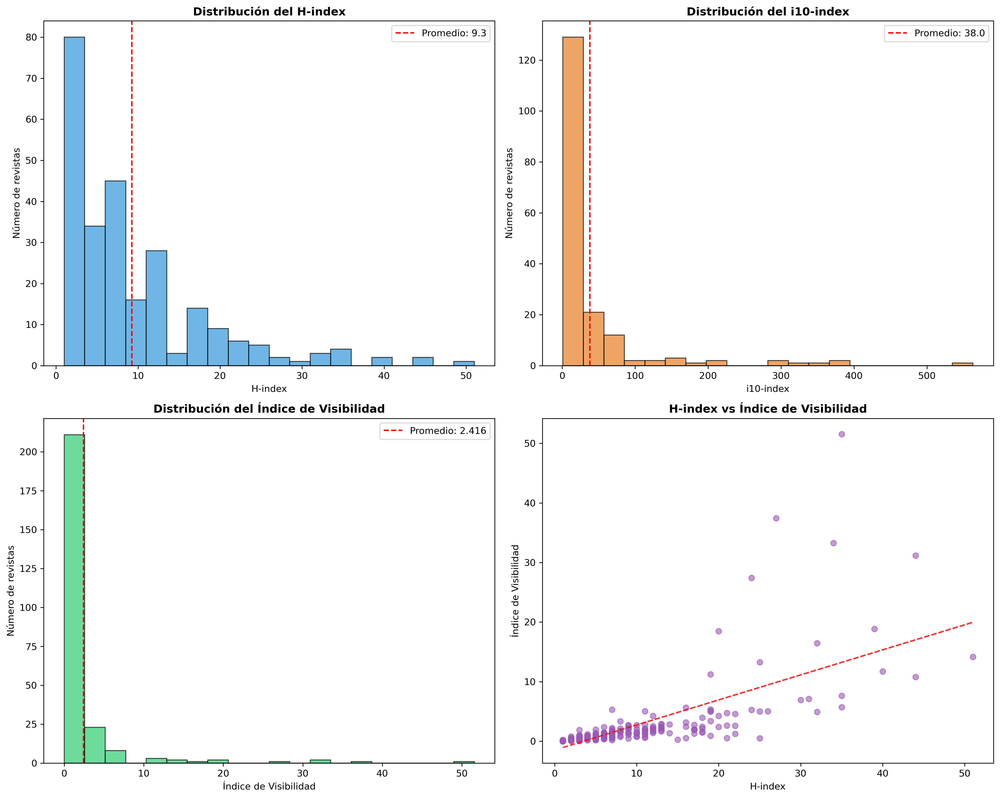 Distribución del H-index
Promedio: 9.3
80
70
60
50
40
30
20
10
0
Número de revistas
0 10 20 30 40 50
H-index
Distribución del i10-index
Promedio: 38.0
120
100
80
60
40
20
0
Número de revistas
0 100 200 300 400 500
i10-index
Distribución del Índice de Visibilidad
Promedio: 2.416
200
175
150
125
100
75
50
25
0
Número de revistas
0 10 20 30 40 50
Índice de Visibilidad
H-index vs Índice de Visibilidad
50
40
30
20
10
0
Índice de Visibilidad
0 10 20 30 40 50
H-index